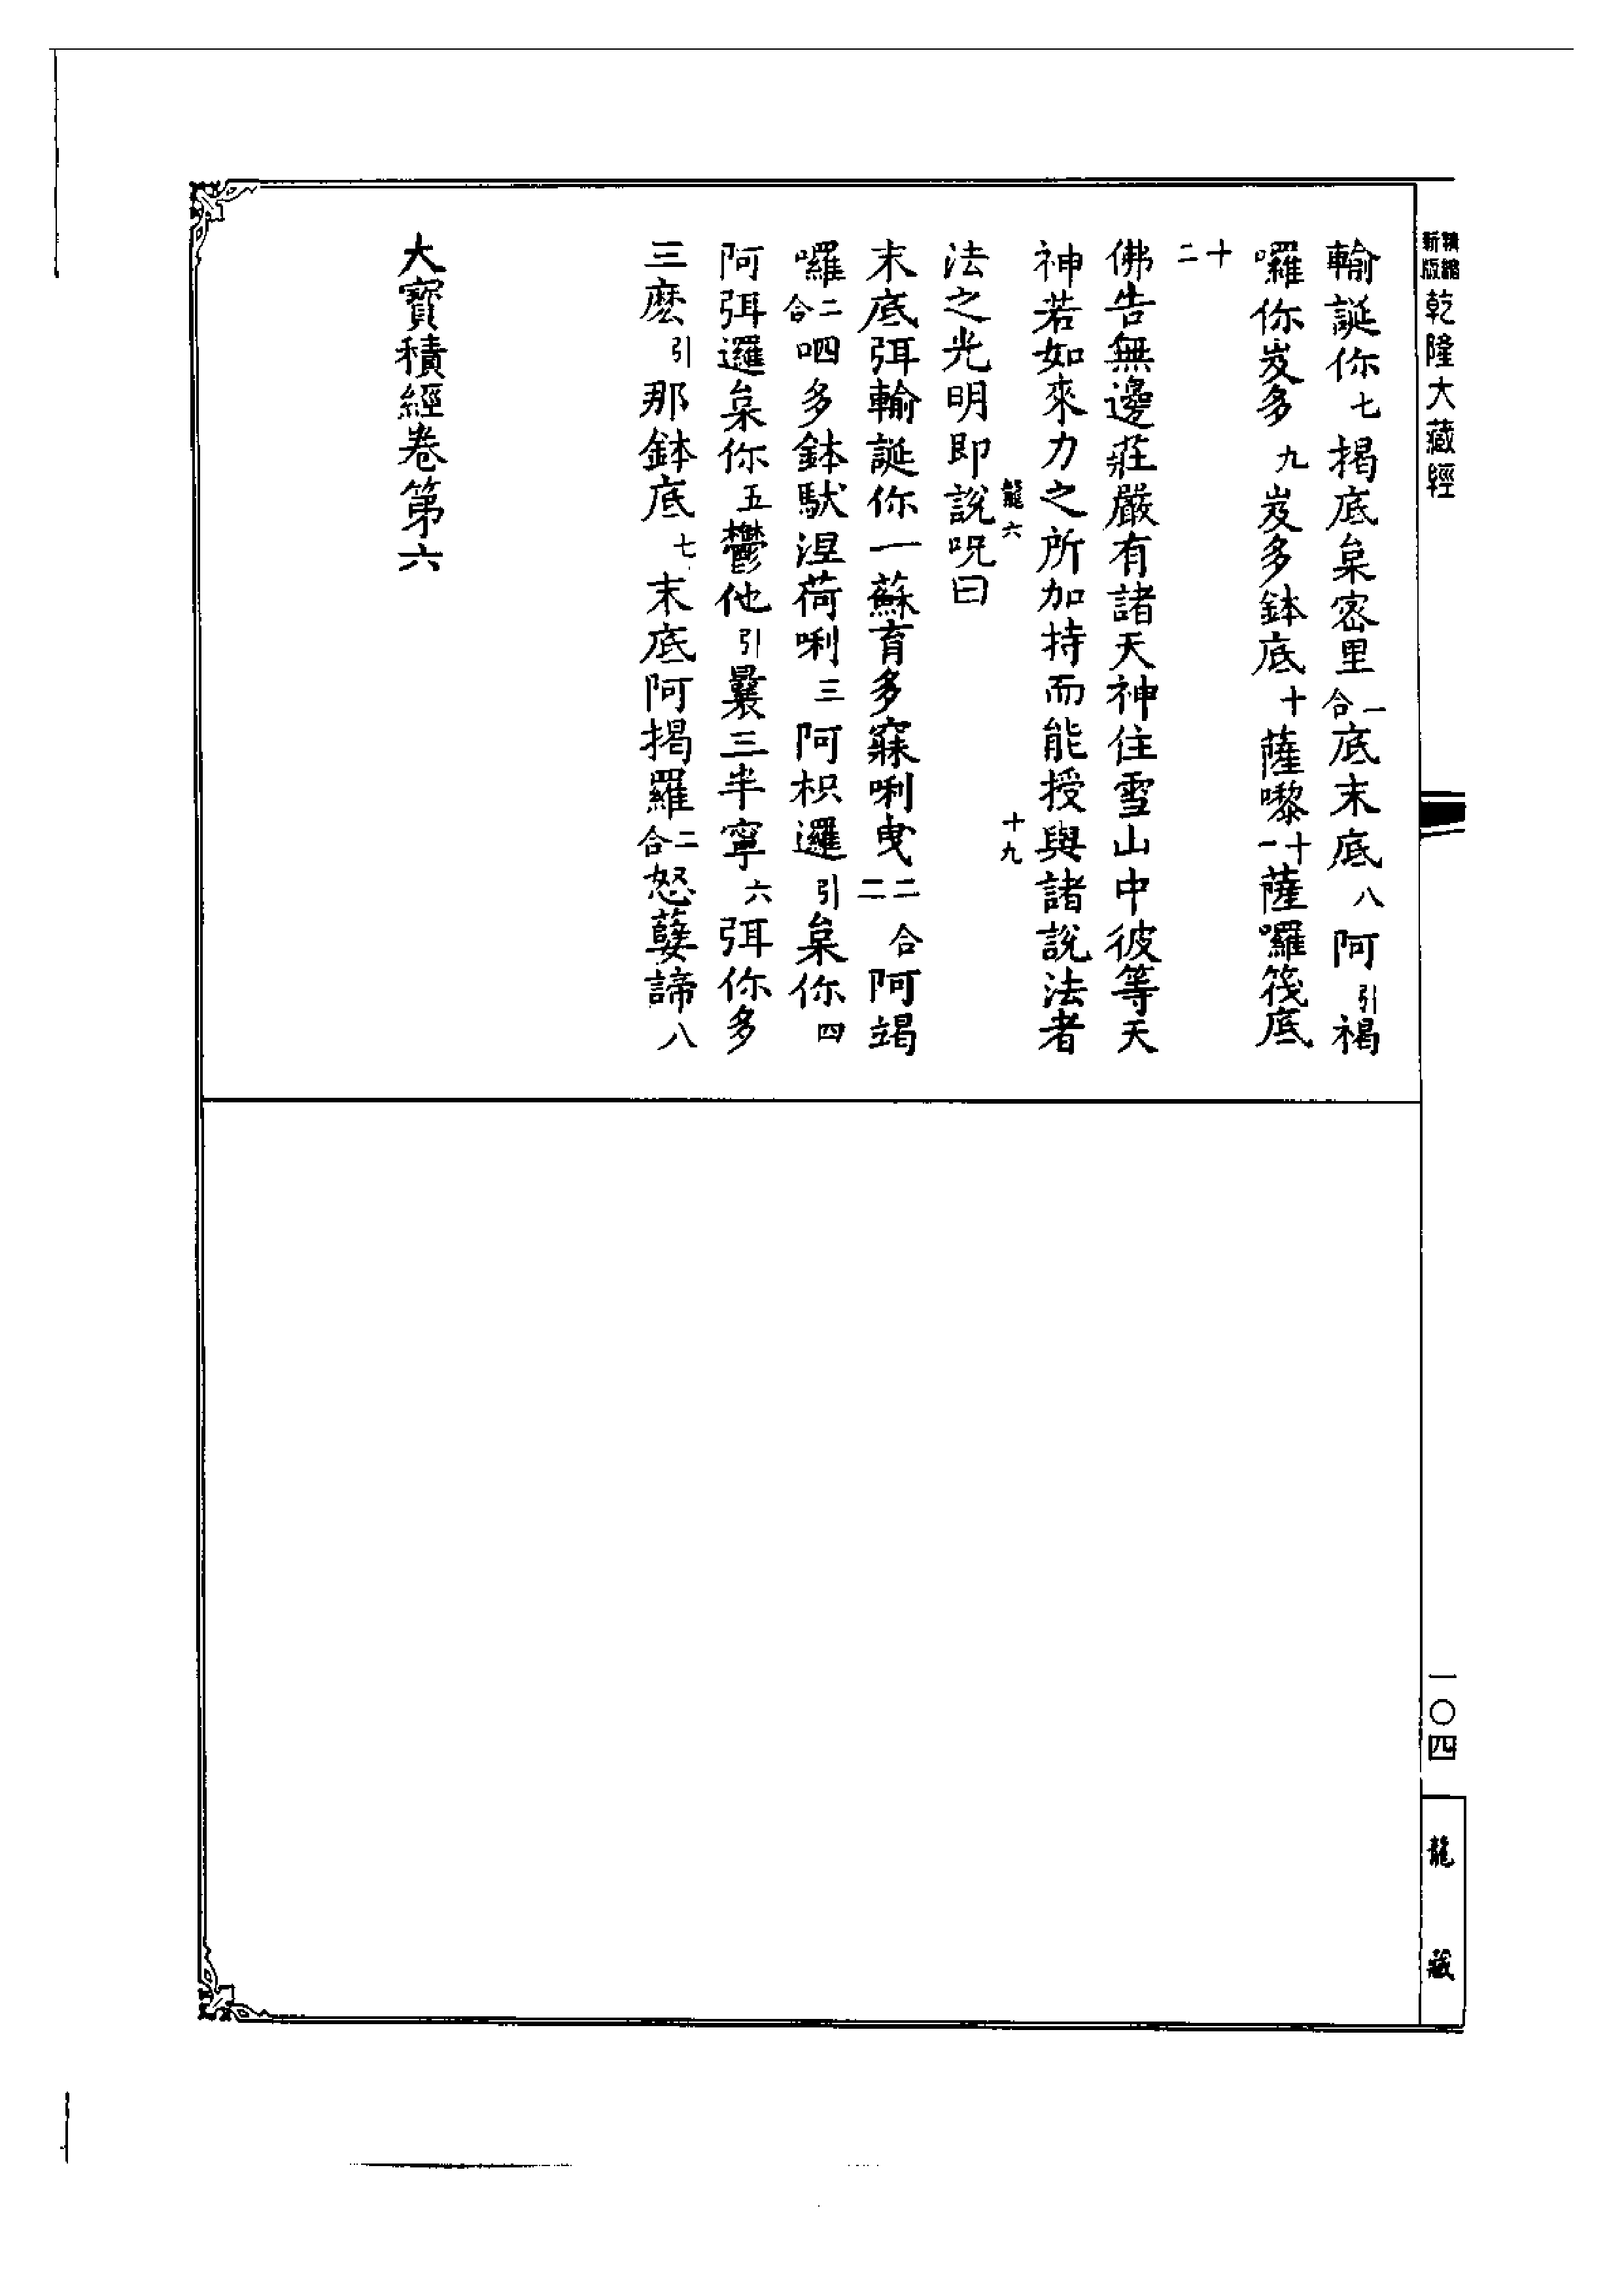 精縮
新版
乾隆大藏經
一〇四
龍藏
輸誕你七揭底枲密里合一底末底八阿引褐
囉你岌多九岌多鉢底十薩嚟十一薩囉筏底
十二
佛告無邊莊嚴有諸天神住雪山中彼等天
神若如來力之所加持而能授與諸說法者
龍六 十九
法之光明即說呪曰
末底弭輸誕你一蘇育多窱唎曳二二合阿竭
囉二合呬多鉢馱涅荷唎三阿枳邏引枲你四
阿弭邏枲你五鬱他引曩三半寧六弭你多
三麽引那鉢底七末底阿揭羅二合怒蘖諦八
大寶積經卷第六